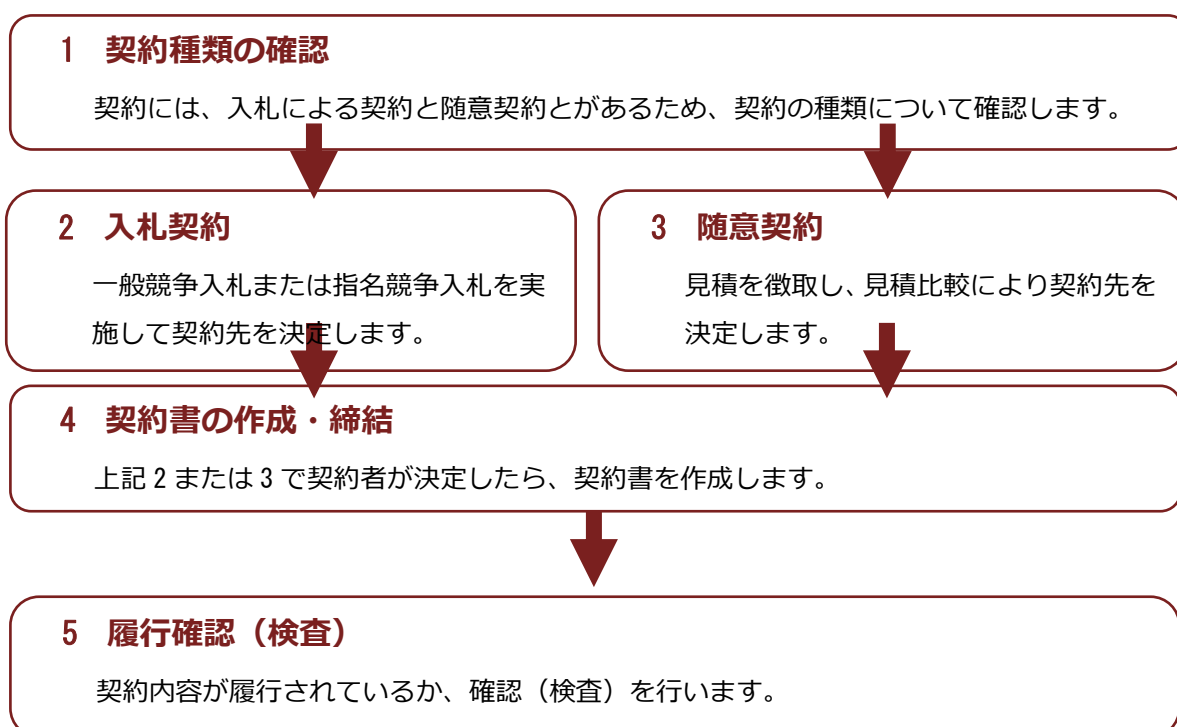 1 契約種類の確認
契約には、入札による契約と随意契約とがあるため、契約の種類について確認します。
2 入札契約
一般競争入札または指名競争入札を実
施して契約先を決定します。
3 随意契約
見積を徴取し、見積比較により契約先を
決定します。
4 契約書の作成・締結
上記 2 または 3 で契約者が決定したら、契約書を作成します。
5 履行確認（検査）
契約内容が履行されているか、確認（検査）を行います。